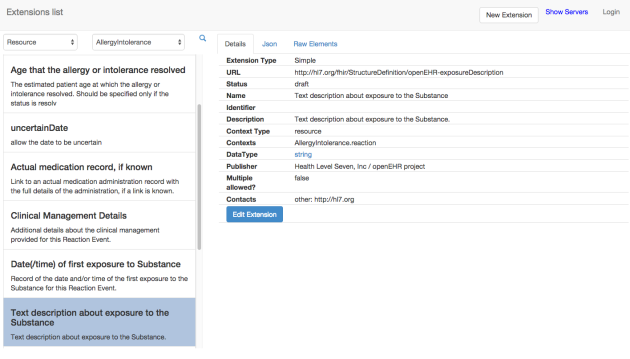 Extensions list
New Extension
Show Servers
Login
Resource
AllergyIntolerance
Age that the allergy or intolerance resolved
The estimated patient age at which the allergy or
intolerance resolved. Should be specified only if the
status is resolv
uncertainDate
allow the date to be uncertain
Actual medication record, if known
Link to an actual medication administration record with
the full details of the administration, if a link is known.
Clinical Management Details
Additional details about the clinical management
provided for this Reaction Event.
Date(/time) of first exposure to Substance
Record of the date and/or time of the first exposure to the
Substance for this Reaction Event.
Text description about exposure to the
Substance
Text description about exposure to the Substance.
Details Json Raw Elements
Extension Type Simple
URL http://hl7.org/fhir/StructureDefinition/openEHR-exposureDescription
Status draft
Name Text description about exposure to the Substance
Identifier
Description Text description about exposure to the Substance.
Context Type resource
Contexts AllergyIntolerance.reaction
DataType string
Publisher Health Level Seven, Inc / openEHR project
Multiple false
allowed?
Contacts other: http://hl7.org
Edit Extension